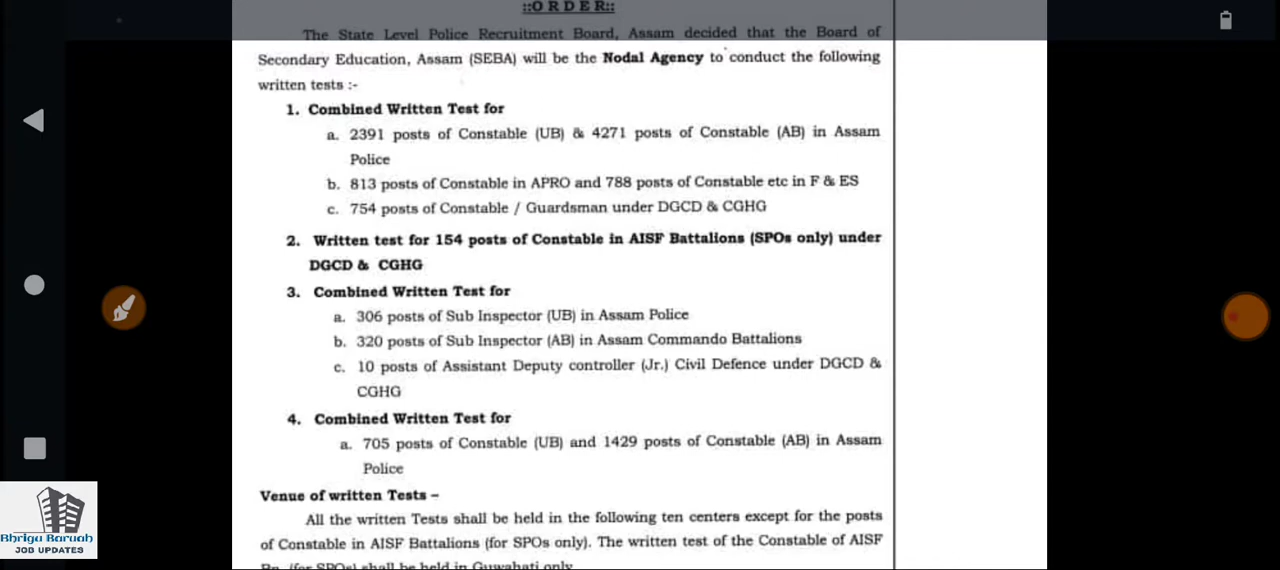 ::O R D E R::
The State Level Police Recruitment Board, Assam decided that the Board of
Secondary Education, Assam (SEBA) will be the Nodal Agency to conduct the following
written tests :-
1. Combined Written Test for
a. 2391 posts of Constable (UB) & 4271 posts of Constable (AB) in Assam
Police
b. 813 posts of Constable in APRO and 788 posts of Constable etc in F & ES
c. 754 posts of Constable / Guardsman under DGCD & CGHG
2. Written test for 154 posts of Constable in AISF Battalions (SPOs only) under
DGCD & CGHG
3. Combined Written Test for
a. 306 posts of Sub Inspector (UB) in Assam Police
b. 320 posts of Sub Inspector (AB) in Assam Commando Battalions
c. 10 posts of Assistant Deputy controller (Jr.) Civil Defence under DGCD &
CGHG
4. Combined Written Test for
a. 705 posts of Constable (UB) and 1429 posts of Constable (AB) in Assam
Police
Venue of written Tests –
All the written Tests shall be held in the following ten centers except for the posts
of Constable in AISF Battalions (for SPOs only). The written test of the Constable of AISF
Bn (for SPOs) shall be held in Guwahati only
Bhrigu Baruah
JOB UPDATES